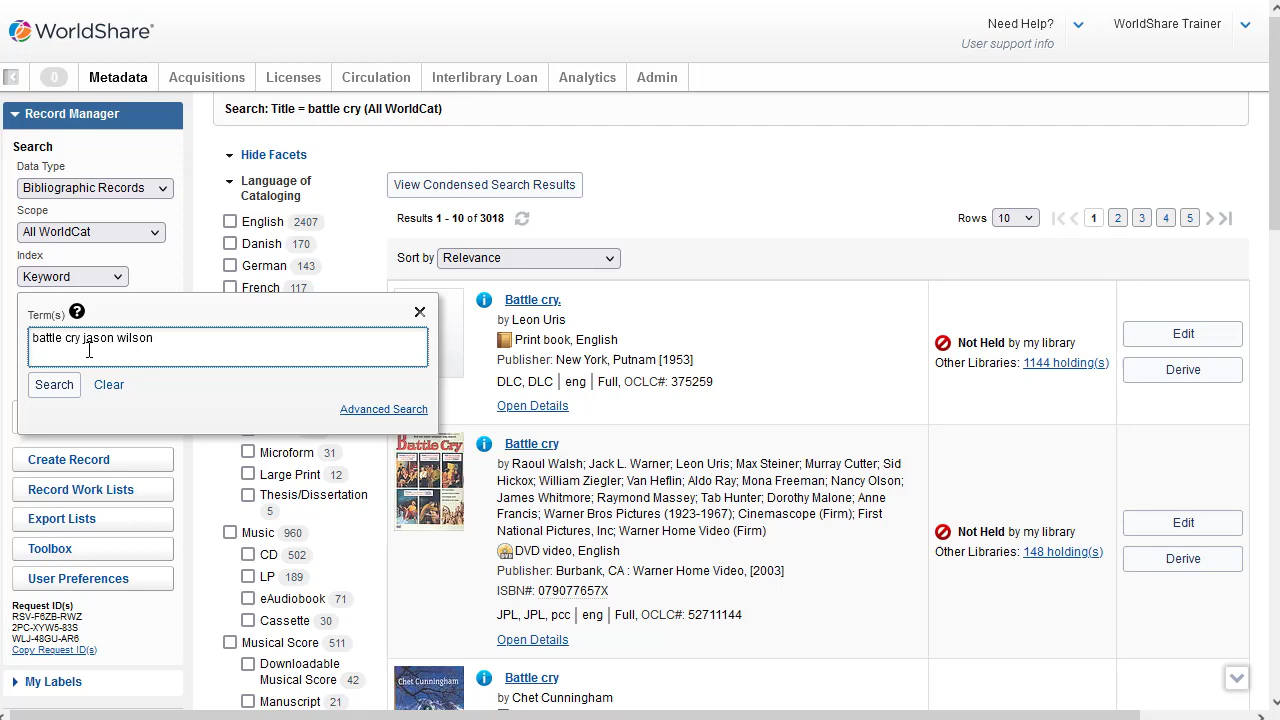 WorldShare®
Need Help?
User support info
WorldShare Trainer
0
Metadata
Acquisitions
Licenses
Circulation
Interlibrary Loan
Analytics
Admin
Record Manager
Search
Data Type
Bibliographic Records
Scope
All WorldCat
Index
Keyword
Term(s) ?
battle cry jason wilson
Search
Clear
Advanced Search
Create Record
Record Work Lists
Export Lists
Toolbox
User Preferences
Request ID(s)
RSV-F6ZB-RWZ
2PC-XYW5-83S
WLJ-48GU-AR6
Copy Request ID(s)
My Labels
Search: Title = battle cry (All WorldCat)
Hide Facets
Language of
Cataloging
English 2407
Danish 170
German 143
French 117
Microform 31
Large Print 12
Thesis/Dissertation
5
Music 960
CD 502
LP 189
eAudiobook 71
Cassette 30
Musical Score 511
Downloadable
Musical Score 42
Manuscript 21
View Condensed Search Results
Results 1 - 10 of 3018
Rows 10
1 2 3 4 5
Sort by Relevance
Battle cry.
by Leon Uris
Print book, English
Publisher: New York, Putnam [1953]
DLC, DLC | eng | Full, OCLC#: 375259
Open Details
Not Held by my library
Other Libraries: 1144 holding(s)
Edit
Derive
Battle Cry
Battle cry
by Raoul Walsh; Jack L. Warner; Leon Uris; Max Steiner; Murray Cutter; Sid
Hickox; William Ziegler; Van Heflin; Aldo Ray; Mona Freeman; Nancy Olson;
James Whitmore; Raymond Massey; Tab Hunter; Dorothy Malone; Anne
Francis; Warner Bros Pictures (1923-1967); Cinemascope (Firm); First
National Pictures, Inc; Warner Home Video (Firm)
DVD video, English
Publisher: Burbank, CA : Warner Home Video, [2003]
ISBN#: 079077657X
JPL, JPL, pcc | eng | Full, OCLC#: 52711144
Open Details
Not Held by my library
Other Libraries: 148 holding(s)
Edit
Derive
Chet Cunningham
Battle cry
by Chet Cunningham